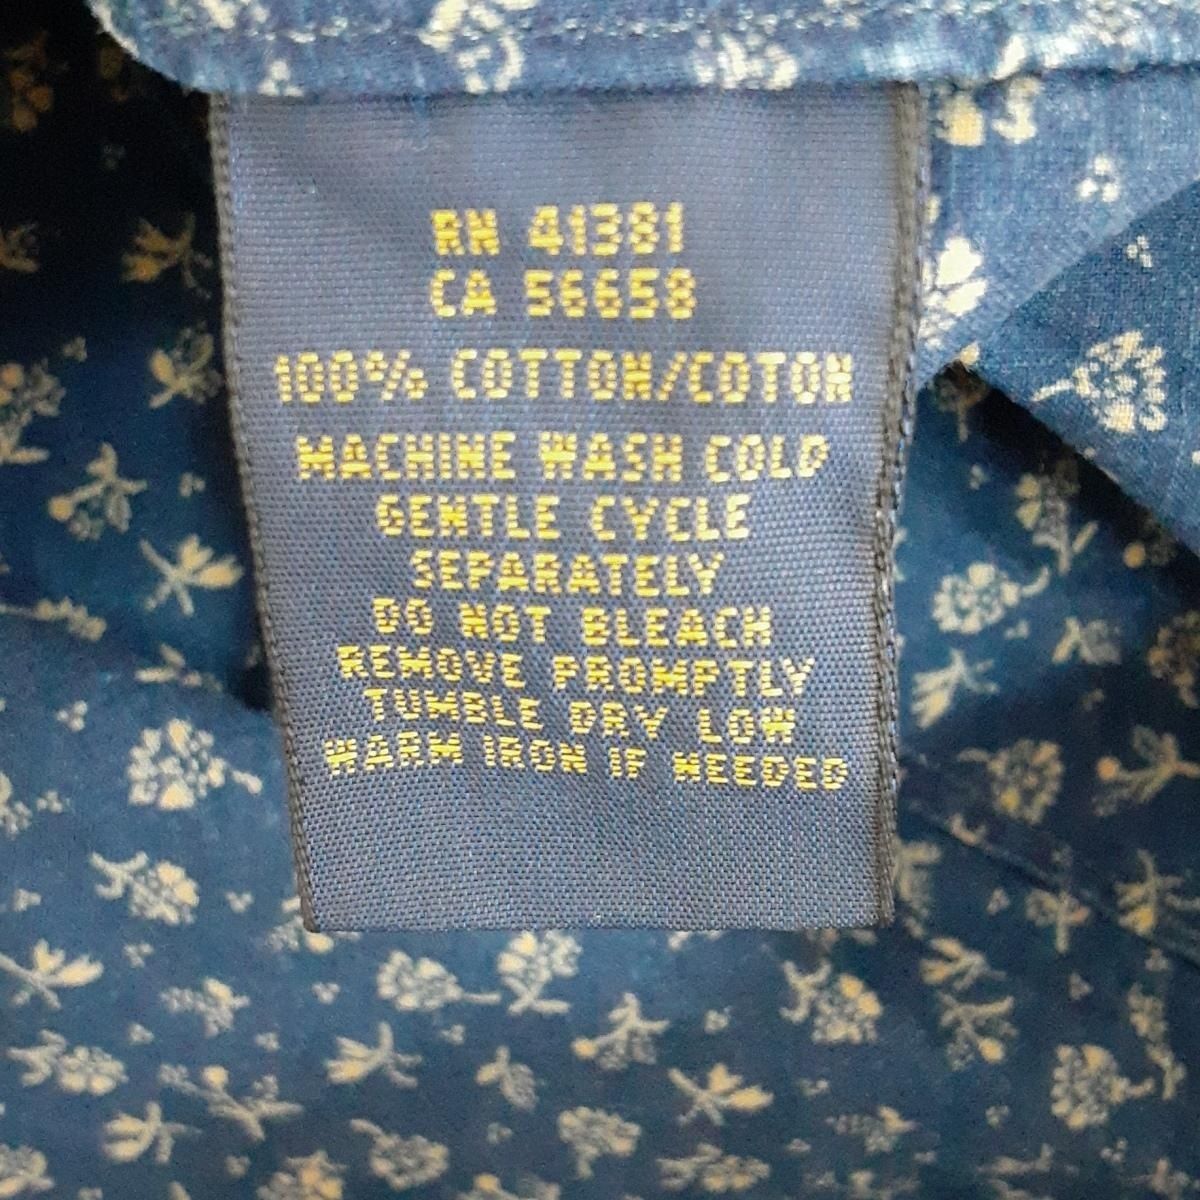 RN 41381
CA 56658
100% COTTON/COTON
MACHINE WASH COLD
GENTLE CYCLE
SEPARATELY
DO NOT BLEACH
REMOVE PROMPTLY
TUMBLE DRY LOW
WARM IRON IF NEEDED